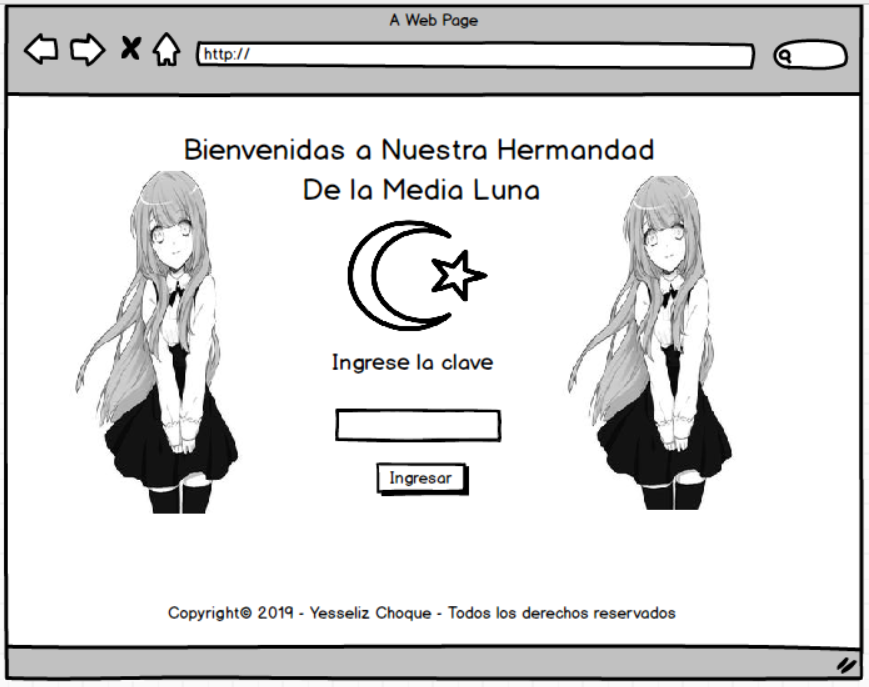 A Web Page
http://
Bienvenidas a Nuestra Hermandad
De la Media Luna
Ingrese la clave
Ingresar
Copyright© 2019 - Yesseliz Choque - Todos los derechos reservados